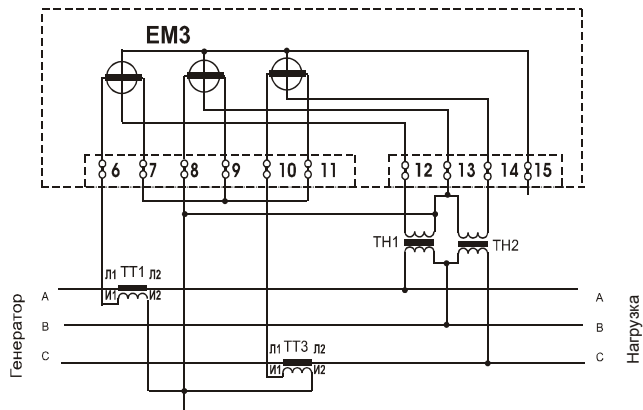 ЕМ3
6 7 8 9 10 11 12 13 14 15
ТН1 ТН2
Л1 ТТ1 Л2
А И1 И2 А
В В
Л1 ТТ3 Л2
С И1 И2 С
Генератор
Нагрузка